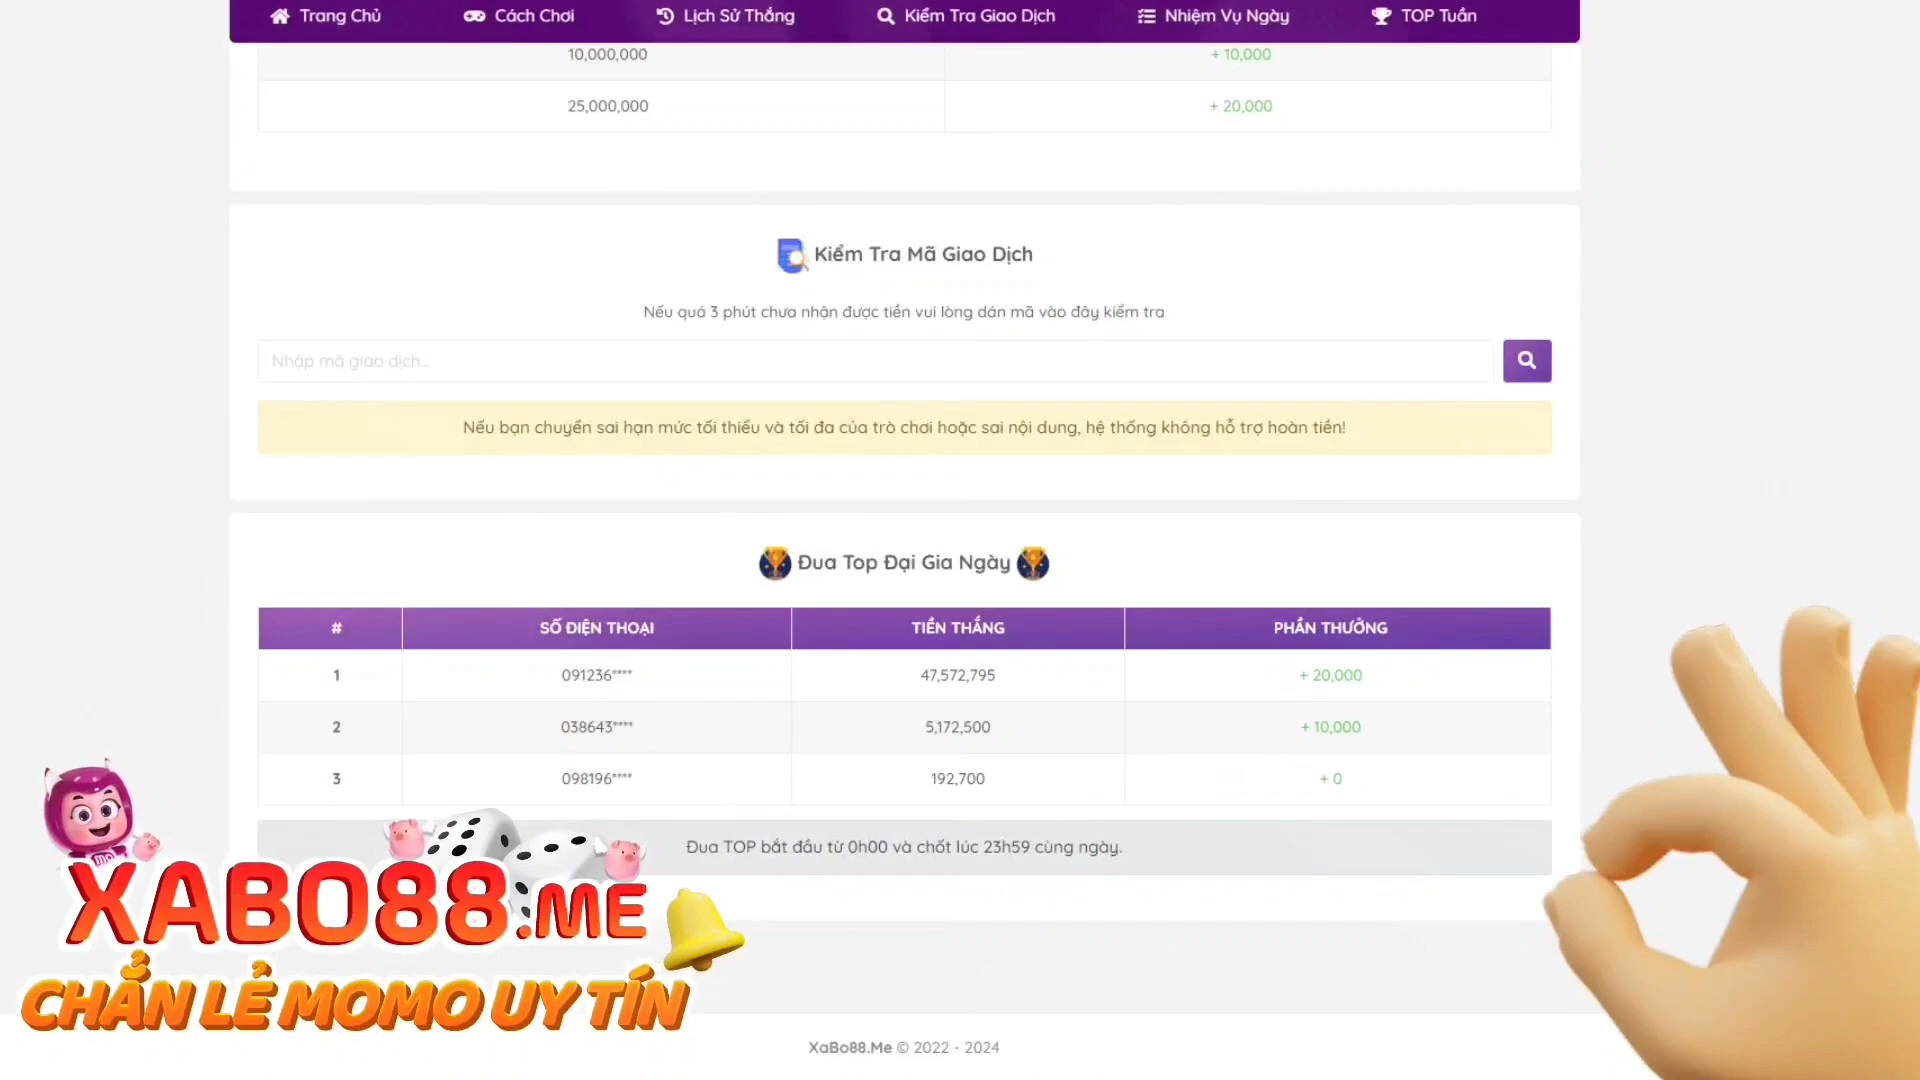 Trang Chủ Cách Chơi Lịch Sử Thắng Kiểm Tra Giao Dịch Nhiệm Vụ Ngày TOP Tuần
10,000,000 + 10,000
25,000,000 + 20,000
Kiểm Tra Mã Giao Dịch
Nếu quá 3 phút chưa nhận được tiền vui lòng dán mã vào đây kiểm tra
Nhập mã giao dịch...
Nếu bạn chuyển sai hạn mức tối thiểu và tối đa của trò chơi hoặc sai nội dung, hệ thống không hỗ trợ hoàn tiền!
Đua Top Đại Gia Ngày
# SỐ ĐIỆN THOẠI TIỀN THẮNG PHẦN THƯỞNG
1 091236**** 47,572,795 + 20,000
2 038643**** 5,172,500 + 10,000
3 098196**** 192,700 + 0
Đua TOP bắt đầu từ 0h00 và chốt lúc 23h59 cùng ngày.
XABO88.ME
CHẴN LẺ MOMO UY TÍN
XaBo88.Me © 2022 - 2024